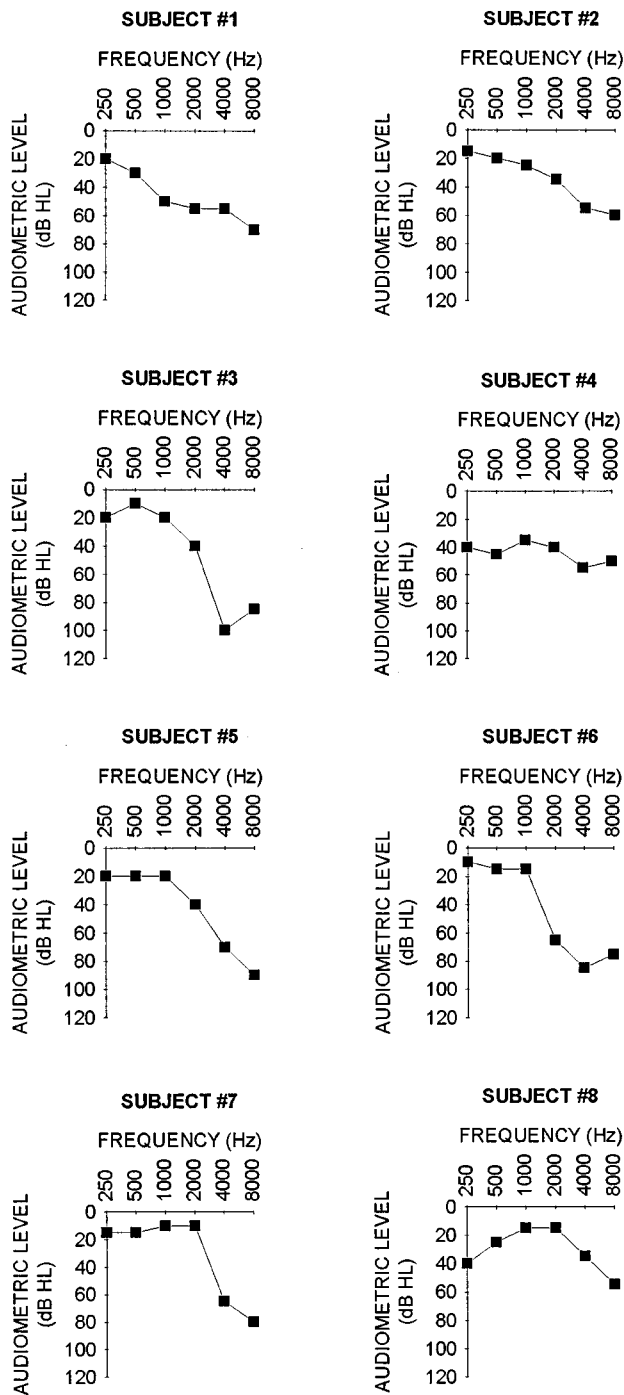 SUBJECT #1
FREQUENCY (Hz)
250 500 1000 2000 4000 8000
AUDIOMETRIC LEVEL
(dB HL)
0
20
40
60
80
100
120
SUBJECT #2
FREQUENCY (Hz)
250 500 1000 2000 4000 8000
AUDIOMETRIC LEVEL
(dB HL)
0
20
40
60
80
100
120
SUBJECT #3
FREQUENCY (Hz)
250 500 1000 2000 4000 8000
AUDIOMETRIC LEVEL
(dB HL)
0
20
40
60
80
100
120
SUBJECT #4
FREQUENCY (Hz)
250 500 1000 2000 4000 8000
AUDIOMETRIC LEVEL
(dB HL)
0
20
40
60
80
100
120
SUBJECT #5
FREQUENCY (Hz)
250 500 1000 2000 4000 8000
AUDIOMETRIC LEVEL
(dB HL)
0
20
40
60
80
100
120
SUBJECT #6
FREQUENCY (Hz)
250 500 1000 2000 4000 8000
AUDIOMETRIC LEVEL
(dB HL)
0
20
40
60
80
100
120
SUBJECT #7
FREQUENCY (Hz)
250 500 1000 2000 4000 8000
AUDIOMETRIC LEVEL
(dB HL)
0
20
40
60
80
100
120
SUBJECT #8
FREQUENCY (Hz)
250 500 1000 2000 4000 8000
AUDIOMETRIC LEVEL
(dB HL)
0
20
40
60
80
100
120